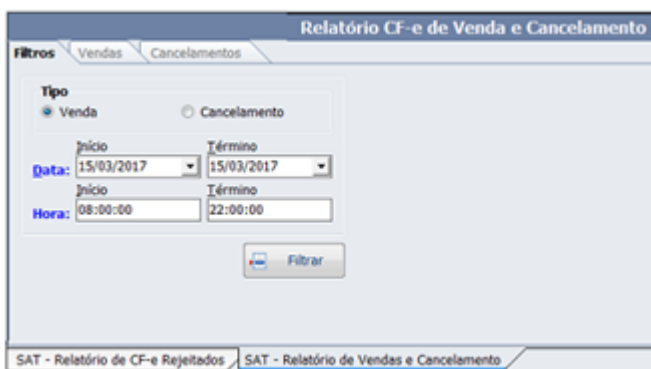 Relatório CF-e de Venda e Cancelamento
Filtros Vendas Cancelamentos
Tipo
Venda Cancelamento
Início Término
Data: 15/03/2017 15/03/2017
Início Término
Hora: 08:00:00 22:00:00
Filtrar
SAT - Relatório de CF-e Rejeitados SAT - Relatório de Vendas e Cancelamento